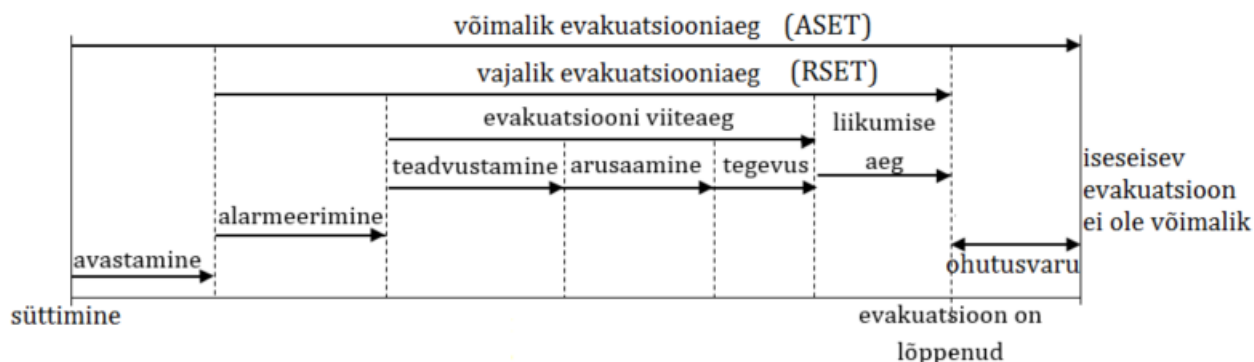 võimalik evakuatsiooniaeg (ASET)
vajalik evakuatsiooniaeg (RSET)
evakuatsiooni viiteaeg
liikumise
aeg
teadvustamine
arusaamine
tegevus
iseseisev
evakuatsioon
ei ole võimalik
alarmeerimine
avastamine
ohutusvaru
süttimine
evakuatsioon on
lõppenud